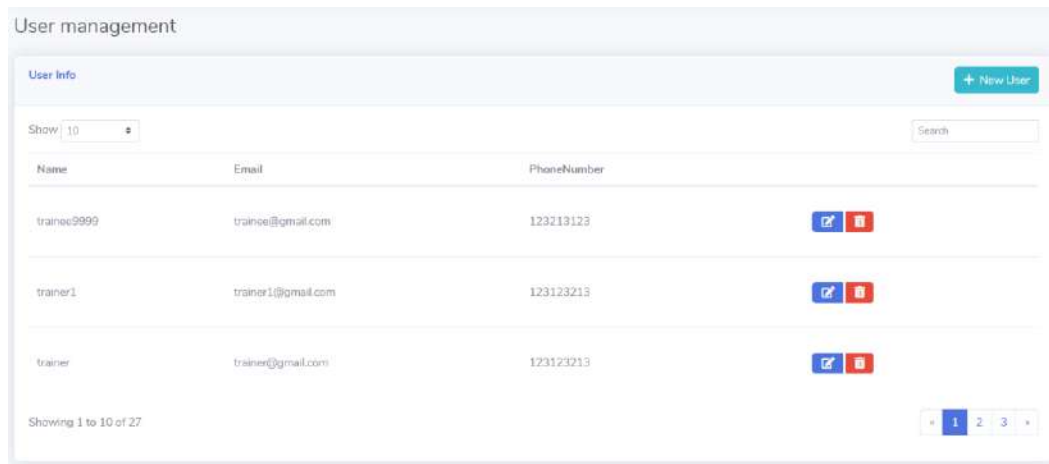 User management
User Info
+ New User
Show 10
Search
Name Email PhoneNumber
trainee9999 trainee@gmail.com 123213123
trainer1 trainer1@gmail.com 123123213
trainer trainer@gmail.com 123123213
Showing 1 to 10 of 27
« 1 2 3 »